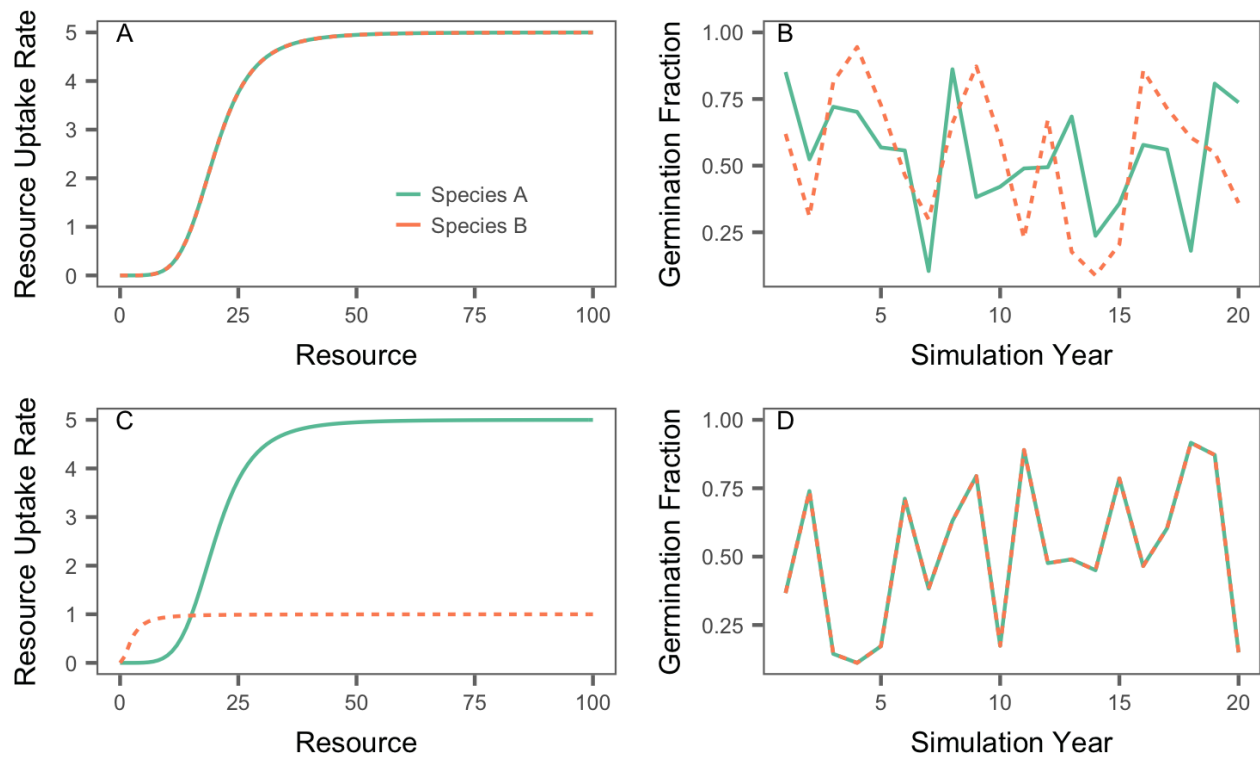 A
Resource Uptake Rate
5
4
3
2
1
0
Species A
Species B
0 25 50 75 100
Resource
B
Germination Fraction
1.00
0.75
0.50
0.25
5 10 15 20
Simulation Year
C
Resource Uptake Rate
5
4
3
2
1
0
0 25 50 75 100
Resource
D
Germination Fraction
1.00
0.75
0.50
0.25
5 10 15 20
Simulation Year